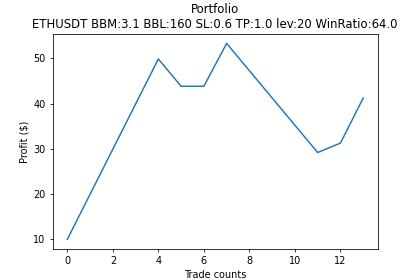 Portfolio
ETHUSDT BBM:3.1 BBL:160 SL:0.6 TP:1.0 lev:20 WinRatio:64.0
Profit ($)
50
40
30
20
10
0 2 4 6 8 10 12
Trade counts